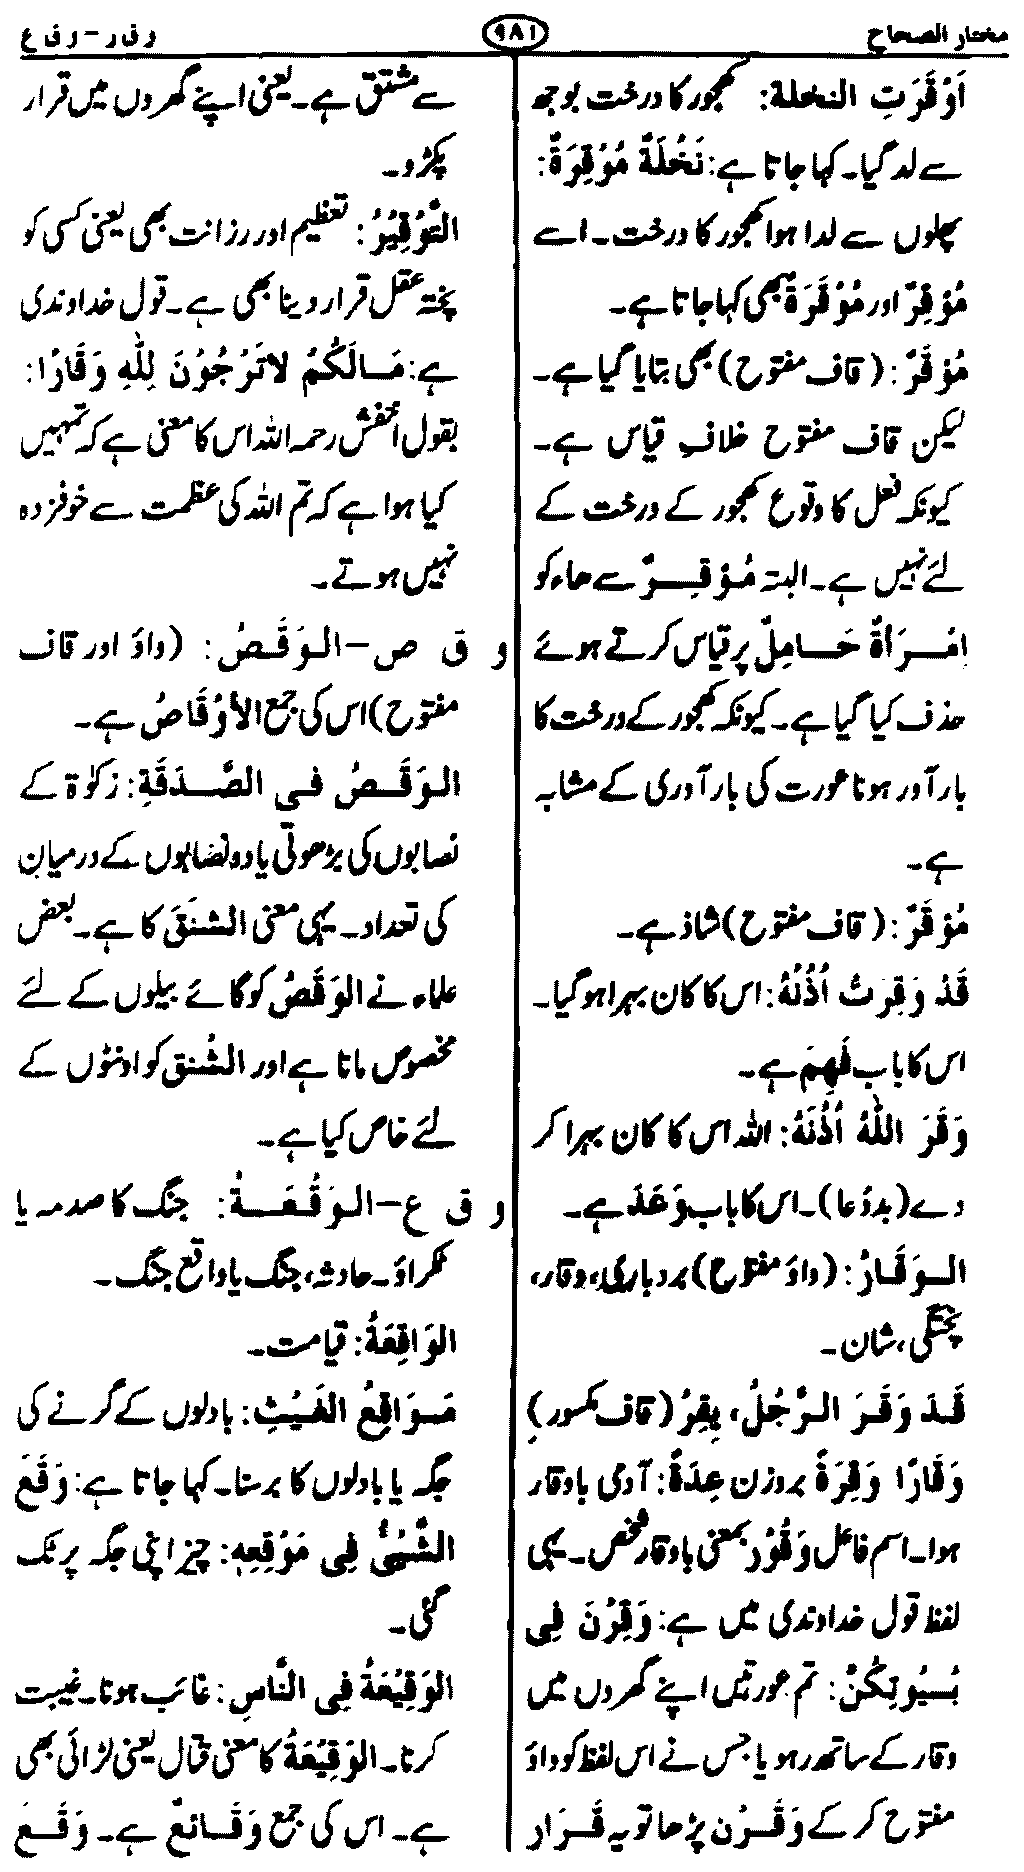 مختار الصحاح
۹۸۱
و ق ر – و ق ع
اَوْقَرَتِ النخلة: کھجور کا درخت بوجھ
سے لد گیا۔ کہا جاتا ہے: نَخْلَةٌ مُوْقِرَةٌ:
پھلوں سے لدا ہوا کھجور کا درخت۔ اسے
مُوْقِرٌ اور مُوْقَرَةٌ بھی کہا جاتا ہے۔
مُوْقَرٌ: (قاف مفتوح) بھی بتایا گیا ہے۔
لیکن قاف مفتوح خلافِ قیاس ہے۔
کیونکہ فعل کا وقوع کھجور کے درخت کے
لئے نہیں ہے۔ البتہ مُوْقِرٌ سے حاء کو
اِمْرَأةٌ حَامِلٌ پر قیاس کرتے ہوئے
حذف کیا گیا ہے۔ کیونکہ کھجور کے درخت کا
بار آور ہونا عورت کی بار آوری کے مشابہ
ہے۔
مُوْقَرٌ: (قاف مفتوح) شاذ ہے۔
قَدْ وَقِرَتْ اُذُنُهُ: اس کا کان بہرا ہوگیا۔
اس کا باب فَهِمَ ہے۔
وَقَرَ اللّٰهُ اُذُنَهُ: اللہ اس کا کان بہرا کر
دے (بددُعا)۔ اس کا باب وَعَدَ ہے۔
الوَقَارُ: (واؤ مفتوح) بردباری، وقار،
پختگی، شان۔
قَدْ وَقَرَ الرَّجُلُ، یِقِرُ (قاف مکسور)
وَقَارًا وَقِرَةً بروزن عِدَةً: آدمی باوقار
ہوا۔ اسم فاعل وَقُوْر بمعنی باوقار شخص۔ یہی
لفظ قول خداوندی میں ہے: وَقِرْنَ فِی
بُیُوتِکُنَّ: تم عورتیں اپنے گھروں میں
وقار کے ساتھ رہو یا جس نے اس لفظ کو واؤ
مفتوح کر کے وَقَرْن پڑھا تو یہ قَرَار
سے مشتق ہے۔ یعنی اپنے گھروں میں قرار
پکڑو۔
التَّوْقِیْرُ: تعظیم اور رزانت بھی یعنی کسی کو
پختہ عقل قرار دینا بھی ہے۔ قول خداوندی
ہے: مَالَکُمْ لاتَرْجُوْنَ لِلّٰهِ وَقَارًا:
بقول اخفش رحمہ اللہ اس کا معنی ہے کہ تمہیں
کیا ہوا ہے کہ تم اللہ کی عظمت سے خوفزدہ
نہیں ہوتے۔
و ق ص – الوَقَصُ: (واؤ اور قاف
مفتوح) اس کی جمع الأوْقَاصُ ہے۔
الوَقَصُ فی الصَّدَقَةِ: زکوٰۃ کے
نصابوں کی بڑھوتی یا دو نصابوں کے درمیان
کی تعداد۔ یہی معنی الشنَقَ کا ہے۔ بعض
علماء نے الوَقَصُ کو گائے بیلوں کے لئے
مخصوص مانا ہے اور الشُنق کو اونٹوں کے
لئے خاص کیا ہے۔
و ق ع – الوَقْعَةُ: جنگ کا صدمہ یا
ٹکراؤ۔ حادثہ، جنگ یا واقع جنگ۔
الوَاقِعَةُ: قیامت۔
مَوَاقِعُ الغَیْثِ: بادلوں کے گرنے کی
جگہ یا بادلوں کا برسنا۔ کہا جاتا ہے: وَقَعَ
الشَّیْئُ فِی مَوْقِعِهٖ: چیز اپنی جگہ پر ٹک
گئی۔
الوَقِیْعَةُ فِی النَّاسِ: غائب ہونا۔ غیبت
کرنا۔ الوَقِیْعَةُ کا معنی قتال یعنی لڑائی بھی
ہے۔ اس کی جمع وَقَائعٌ ہے۔ وَقَعَ